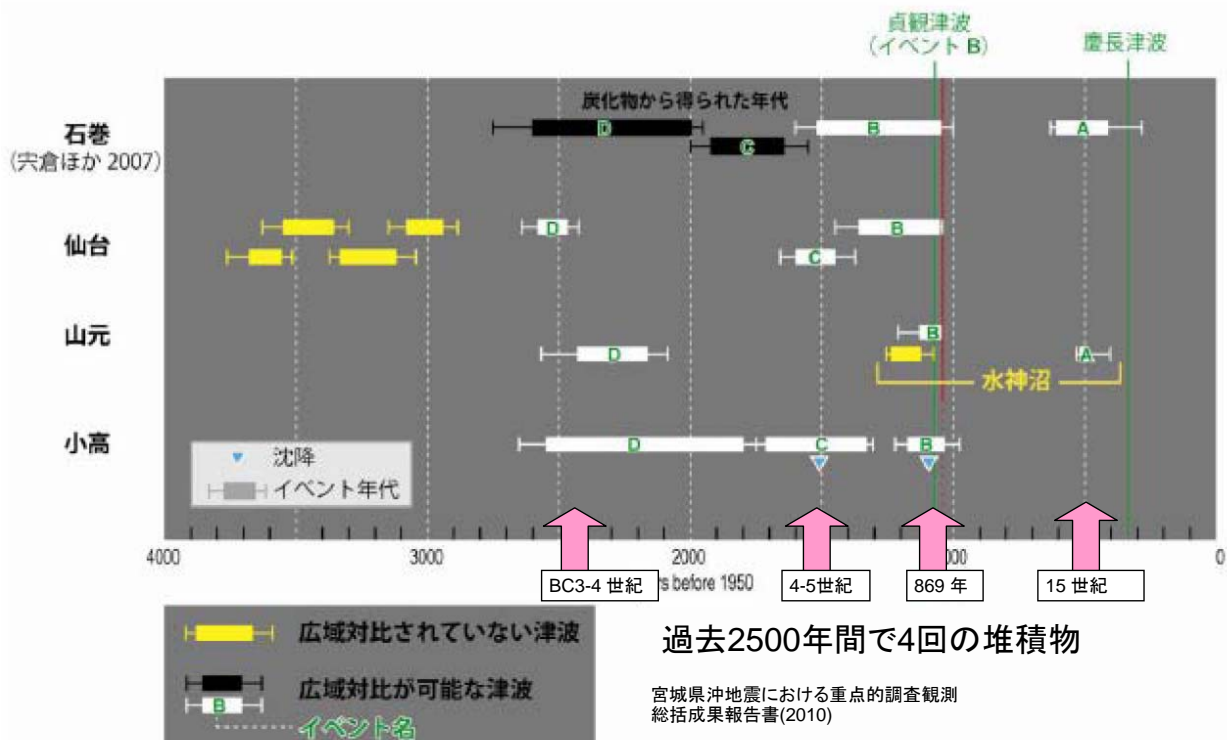 貞観津波
(イベント B)
慶長津波
炭化物から得られた年代
石巻
(宍倉ほか 2007)
D
B
A
C
仙台
D
B
C
山元
B
D
A
水神沼
小高
D
C
B
沈降
イベント年代
4000
3000
2000
000
0
rs before 1950
BC3-4 世紀
4-5世紀
869 年
15 世紀
広域対比されていない津波
広域対比が可能な津波
B
イベント名
過去2500年間で4回の堆積物
宮城県沖地震における重点的調査観測
総括成果報告書(2010)